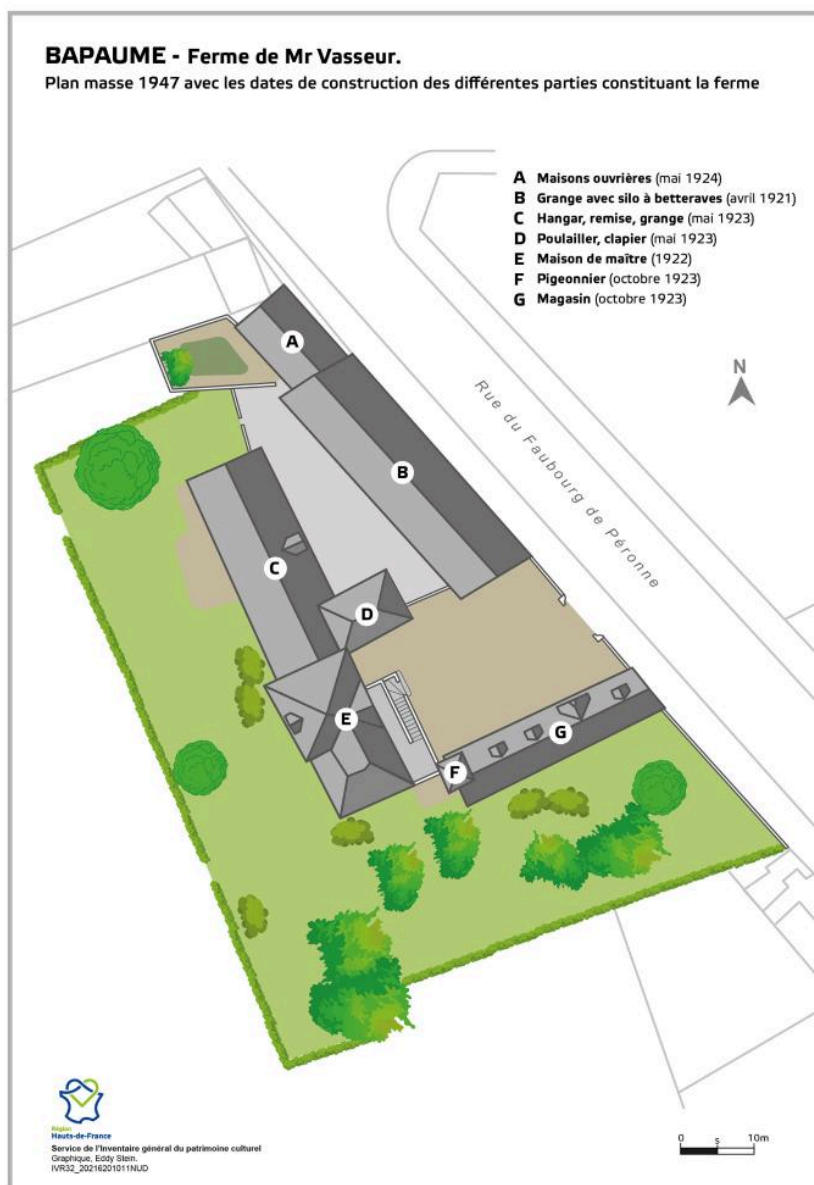 BAPAUME - Ferme de Mr Vasseur.
Plan masse 1947 avec les dates de construction des différentes parties constituant la ferme
A Maisons ouvrières (mai 1924)
B Grange avec silo à betteraves (avril 1921)
C Hangar, remise, grange (mai 1923)
D Poulailler, clapier (mai 1923)
E Maison de maître (1922)
F Pigeonnier (octobre 1923)
G Magasin (octobre 1923)
N
A
Rue du Faubourg de Péronne
B
C
D
E
G
F
Région
Hauts-de-France
Service de l'Inventaire général du patrimoine culturel
Graphique, Eddy Stein.
IVR32_20216201011NUD
0 5 10m